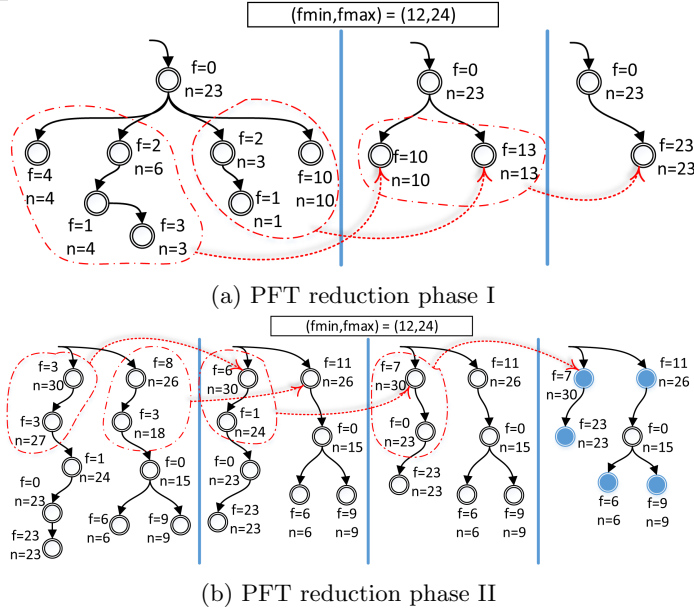 (fmin,fmax) = (12,24)
f=0
n=23
f=4
n=4
f=2
n=6
f=1
n=4
f=3
n=3
f=2
n=3
f=1
n=1
f=10
n=10
f=0
n=23
f=10
n=10
f=13
n=13
f=0
n=23
f=23
n=23
(a) PFT reduction phase I
(fmin,fmax) = (12,24)
f=3
n=30
f=3
n=27
f=1
n=24
f=0
n=23
f=23
n=23
f=8
n=26
f=3
n=18
f=0
n=15
f=6
n=6
f=9
n=9
f=6
n=30
f=1
n=24
f=0
n=23
f=23
n=23
f=11
n=26
f=0
n=15
f=6
n=6
f=9
n=9
f=7
n=30
f=0
n=23
f=23
n=23
f=11
n=26
f=0
n=15
f=6
n=6
f=9
n=9
f=7
n=30
f=23
n=23
f=11
n=26
f=0
n=15
f=6
n=6
f=9
n=9
(b) PFT reduction phase II